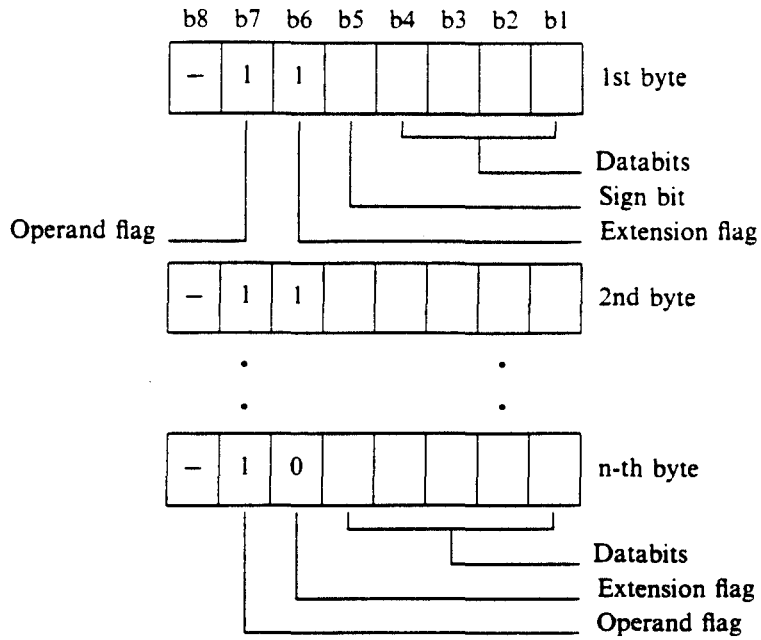 b8 b7 b6 b5 b4 b3 b2 b1
– 1 1 1st byte
Databits
Sign bit
Operand flag Extension flag
– 1 1 2nd byte
– 1 0 n-th byte
Databits
Extension flag
Operand flag